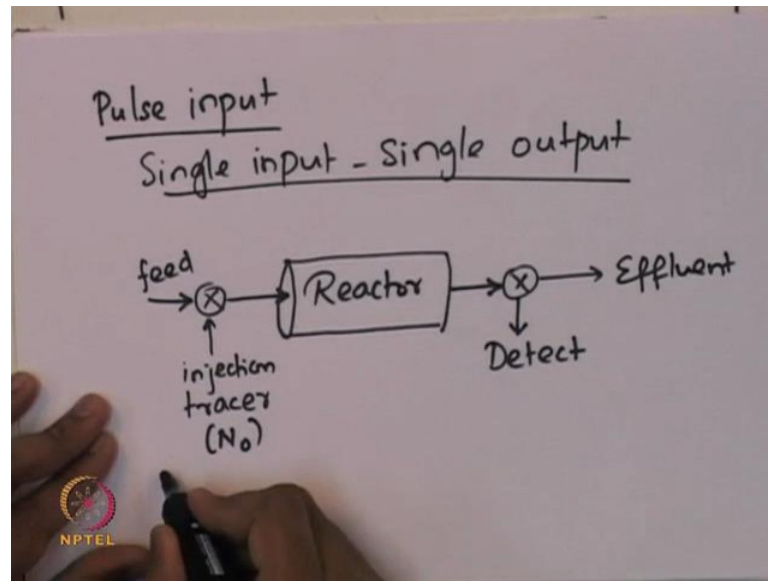 Pulse input
Single input - Single output
feed
Reactor
Effluent
injection
tracer
(N₀)
Detect
NPTEL